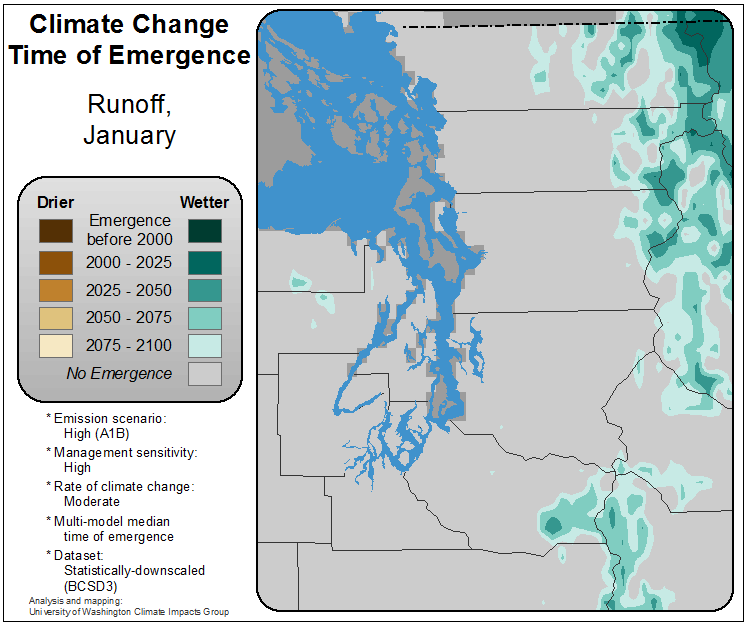 Climate Change
Time of Emergence
Runoff,
January
Drier Wetter
Emergence
before 2000
2000 - 2025
2025 - 2050
2050 - 2075
2075 - 2100
No Emergence
* Emission scenario:
High (A1B)
* Management sensitivity:
High
* Rate of climate change:
Moderate
* Multi-model median
time of emergence
* Dataset:
Statistically-downscaled
(BCSD3)
Analysis and mapping:
University of Washington Climate Impacts Group